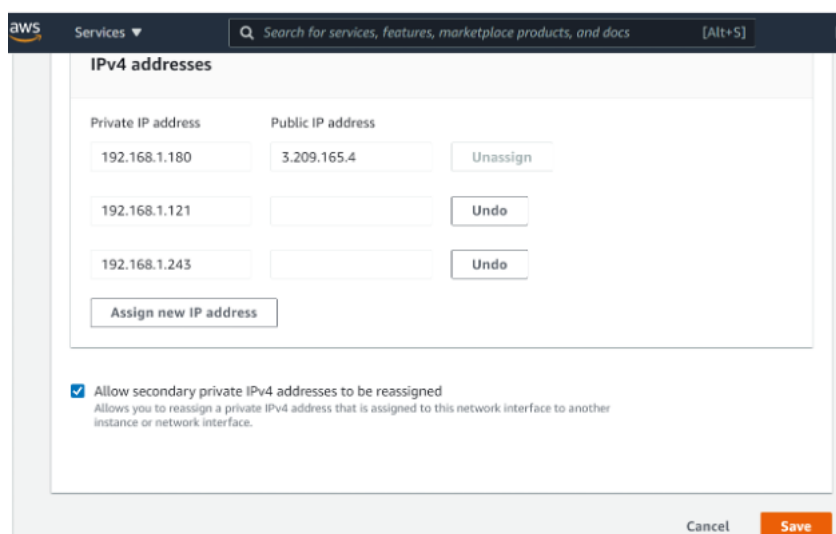 aws Services ▼ Search for services, features, marketplace products, and docs [Alt+S]
IPv4 addresses
Private IP address Public IP address
192.168.1.180 3.209.165.4 Unassign
192.168.1.121 Undo
192.168.1.243 Undo
Assign new IP address
Allow secondary private IPv4 addresses to be reassigned
Allows you to reassign a private IPv4 address that is assigned to this network interface to another
instance or network interface.
Cancel Save